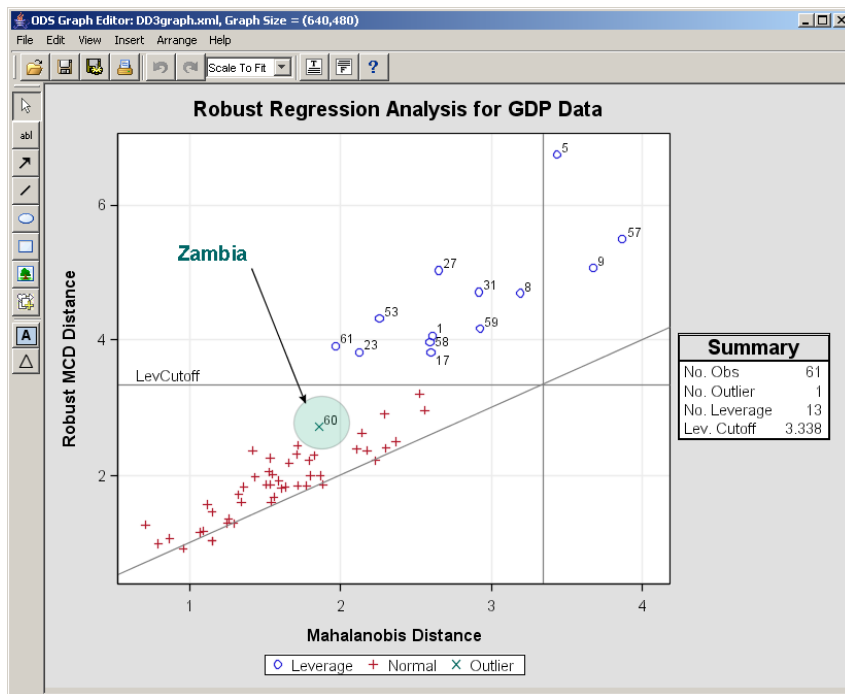 ODS Graph Editor: DD3graph.xml, Graph Size = (640,480)
File Edit View Insert Arrange Help
Scale To Fit T F ?
abl
A
Robust Regression Analysis for GDP Data
Robust MCD Distance
6
4
2
5
57
9
27
31
8
53
1
59
58
61
23
17
Zambia
LevCutoff
60
1 2 3 4
Mahalanobis Distance
Leverage Normal Outlier
Summary
No. Obs 61
No. Outlier 1
No. Leverage 13
Lev. Cutoff 3.338